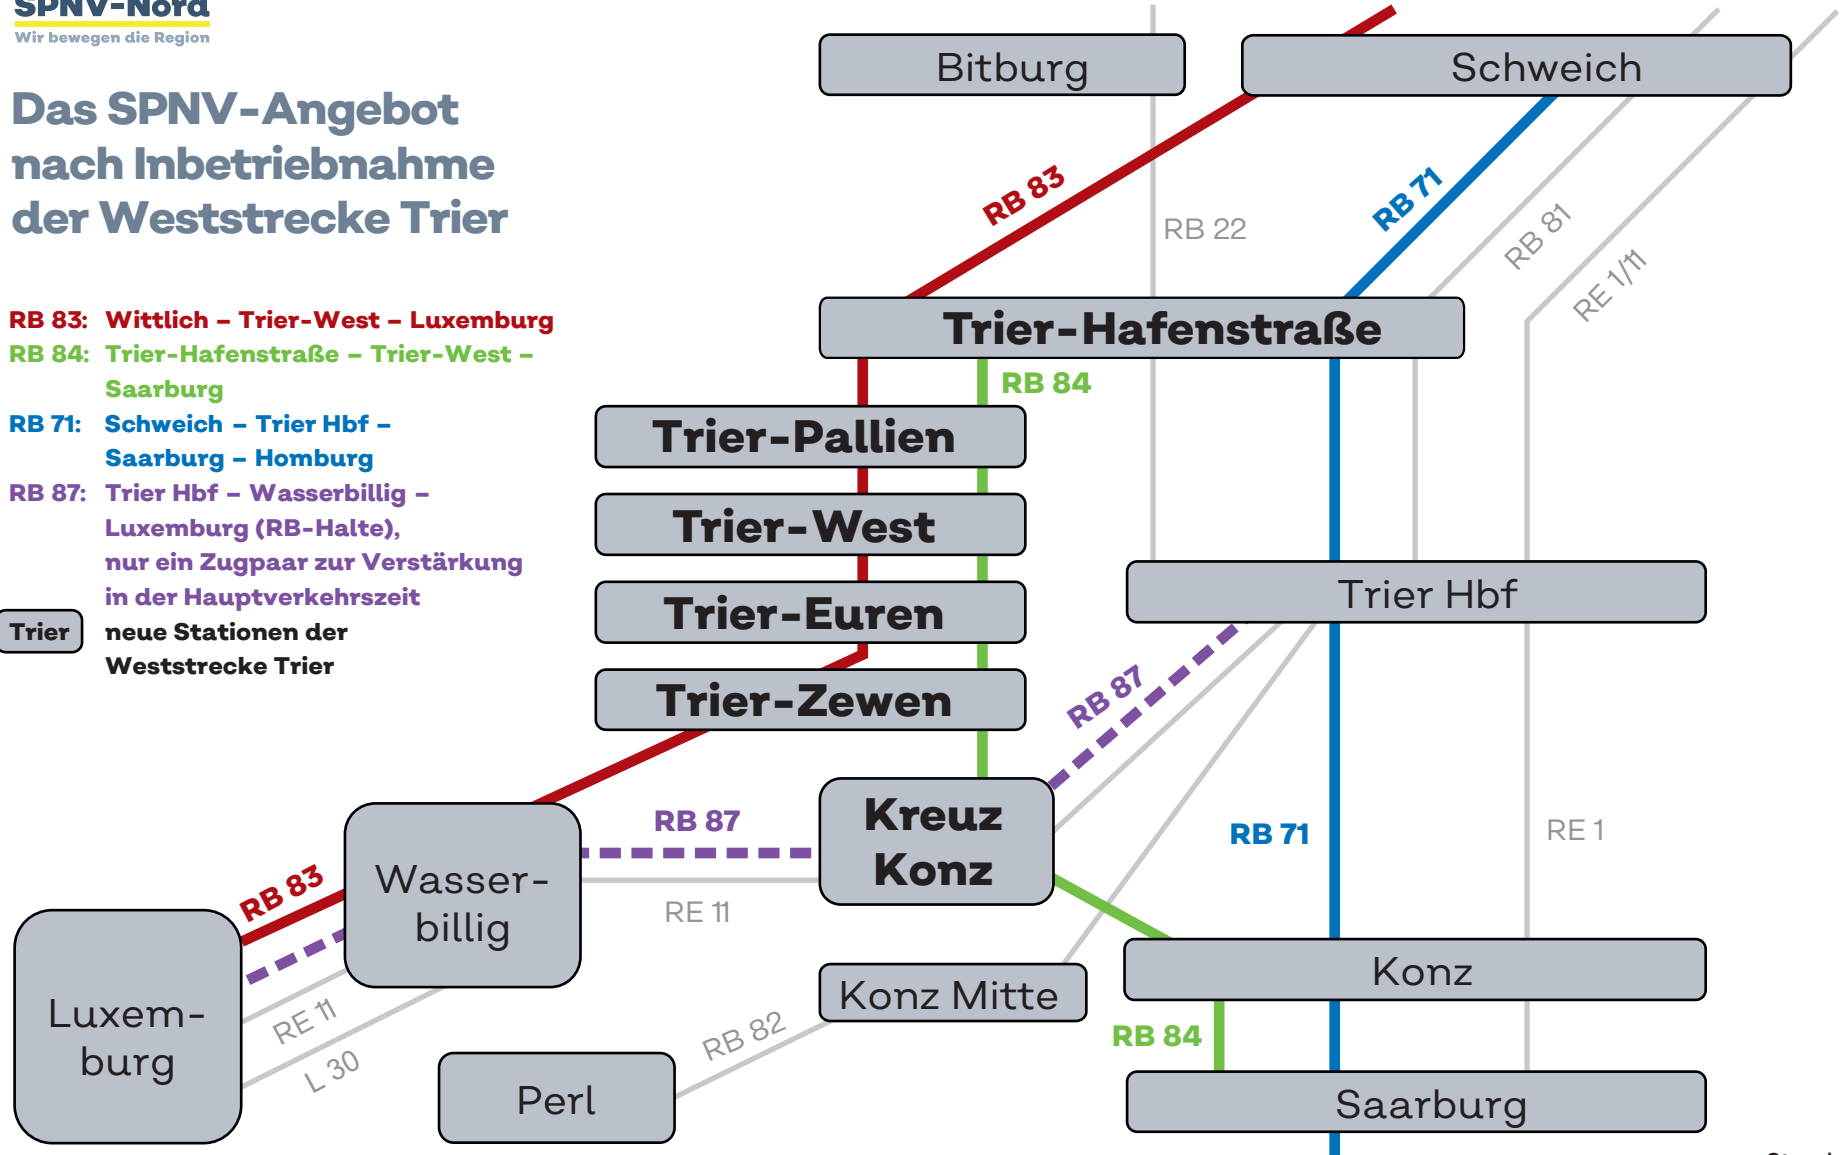 SPNV-Nord
Wir bewegen die Region
Das SPNV-Angebot
nach Inbetriebnahme
der Weststrecke Trier
RB 83: Wittlich – Trier-West – Luxemburg
RB 84: Trier-Hafenstraße – Trier-West –
Saarburg
RB 71: Schweich – Trier Hbf –
Saarburg – Homburg
RB 87: Trier Hbf – Wasserbillig –
Luxemburg (RB-Halte),
nur ein Zugpaar zur Verstärkung
in der Hauptverkehrszeit
Trier neue Stationen der
Weststrecke Trier
Bitburg
Schweich
RB 83
RB 22
RB 71
RB 81
RE 1/11
Trier-Hafenstraße
RB 84
Trier-Pallien
Trier-West
Trier-Euren
Trier Hbf
Trier-Zewen
RB 87
Kreuz
Konz
RB 87
RB 71
RE 1
Wasser-
billig
RB 83
RE 11
Luxem-
burg
RE 11
L 30
Konz
Konz Mitte
RB 82
RB 84
Perl
Saarburg